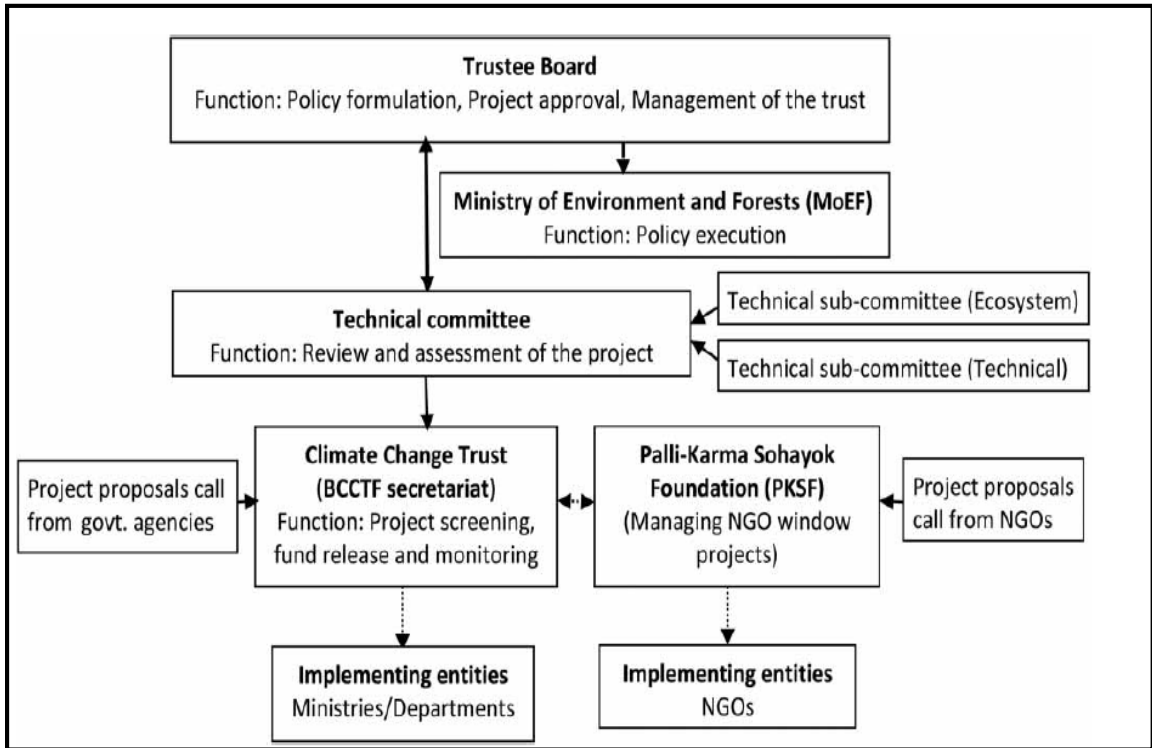 Trustee Board
Function: Policy formulation, Project approval, Management of the trust
Ministry of Environment and Forests (MoEF)
Function: Policy execution
Technical committee
Function: Review and assessment of the project
Technical sub-committee (Ecosystem)
Technical sub-committee (Technical)
Project proposals call
from govt. agencies
Climate Change Trust
(BCCTF secretariat)
Function: Project screening,
fund release and monitoring
Palli-Karma Sohayok
Foundation (PKSF)
(Managing NGO window
projects)
Project proposals
call from NGOs
Implementing entities
Ministries/Departments
Implementing entities
NGOs